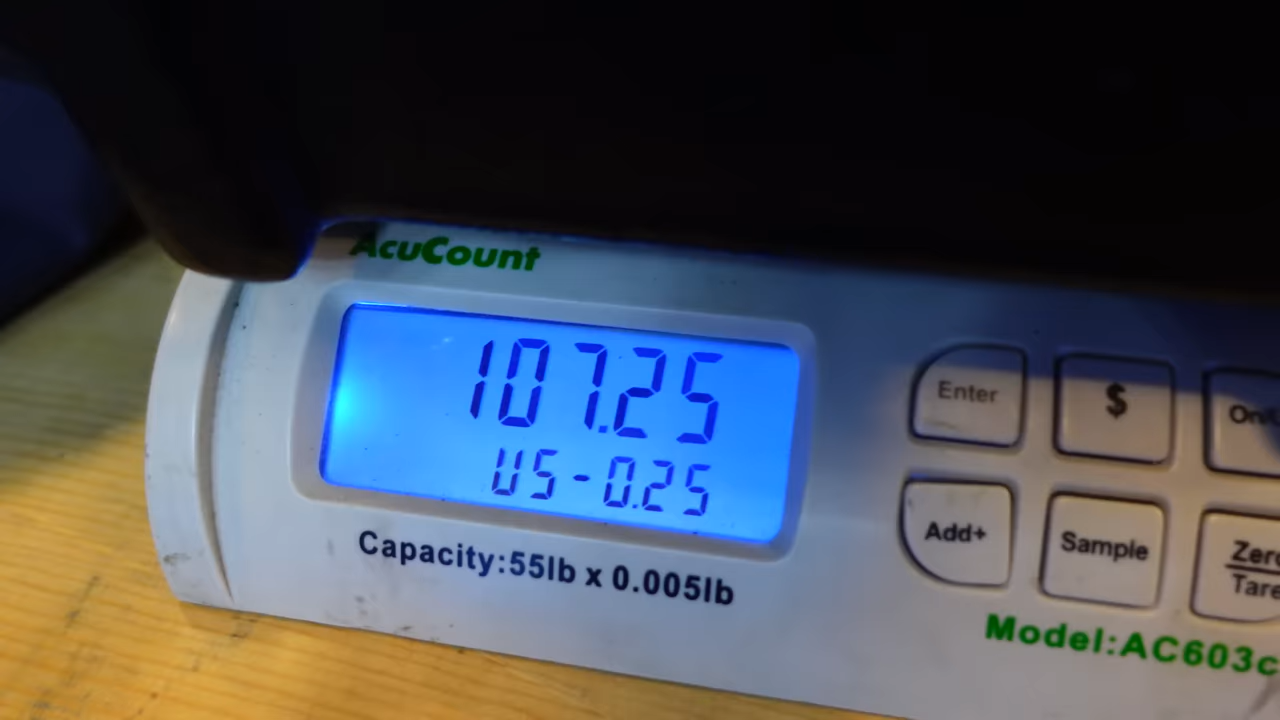 AcuCount
107.25
US-0.25
Capacity:55lb x 0.005lb
Enter
$
Add+
Sample
Model:AC603c